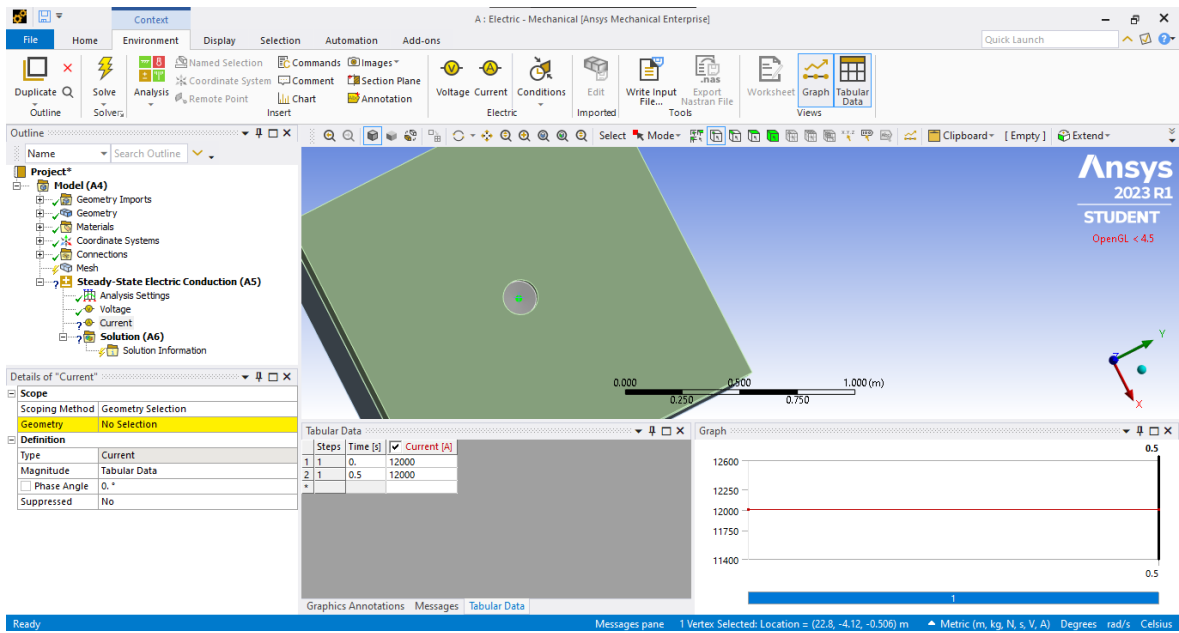 Context
A : Electric - Mechanical [Ansys Mechanical Enterprise]
File Home Environment Display Selection Automation Add-ons
Quick Launch
Duplicate
Outline
Solve
Solvers
Analysis
Named Selection Commands Images
Coordinate System Comment Section Plane
Remote Point Chart Annotation
Insert
Voltage Current Conditions
Electric
Edit
Imported
Write Input File...
.nas
Export Nastran File
Tools
Worksheet Graph Tabular Data
Views
Outline
Name Search Outline
Select Mode Clipboard [ Empty ] Extend
Project*
Model (A4)
Geometry Imports
Geometry
Materials
Coordinate Systems
Connections
Mesh
Steady-State Electric Conduction (A5)
Analysis Settings
Voltage
Current
Solution (A6)
Solution Information
Ansys
2023 R1
STUDENT
OpenGL < 4.5
Y
Z
X
0.000 0.500 1.000 (m)
0.250 0.750
Details of "Current"
Scope
Scoping Method Geometry Selection
Geometry No Selection
Definition
Type Current
Magnitude Tabular Data
Phase Angle 0. °
Suppressed No
Tabular Data
Steps Time [s] Current [A]
1 1 0. 12000
2 1 0.5 12000
*
Graphics Annotations Messages Tabular Data
Graph
0.5
12600
12250
12000
11750
11400
0.5
1
Ready
Messages pane 1 Vertex Selected: Location = (22.8, -4.12, -0.506) m Metric (m, kg, N, s, V, A) Degrees rad/s Celsius